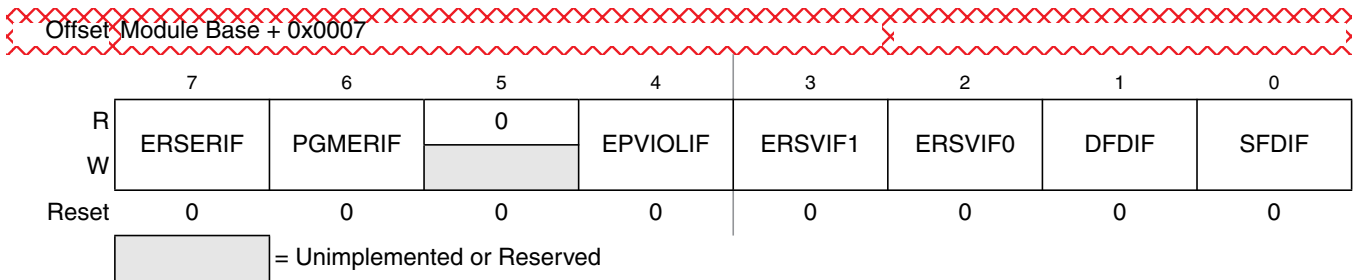 Offset Module Base + 0x0007
7 6 5 4 3 2 1 0
R ERSERIF PGMERIF 0 EPVIOLIF ERSVIF1 ERSVIF0 DFDIF SFDIF
W
Reset 0 0 0 0 0 0 0 0
= Unimplemented or Reserved